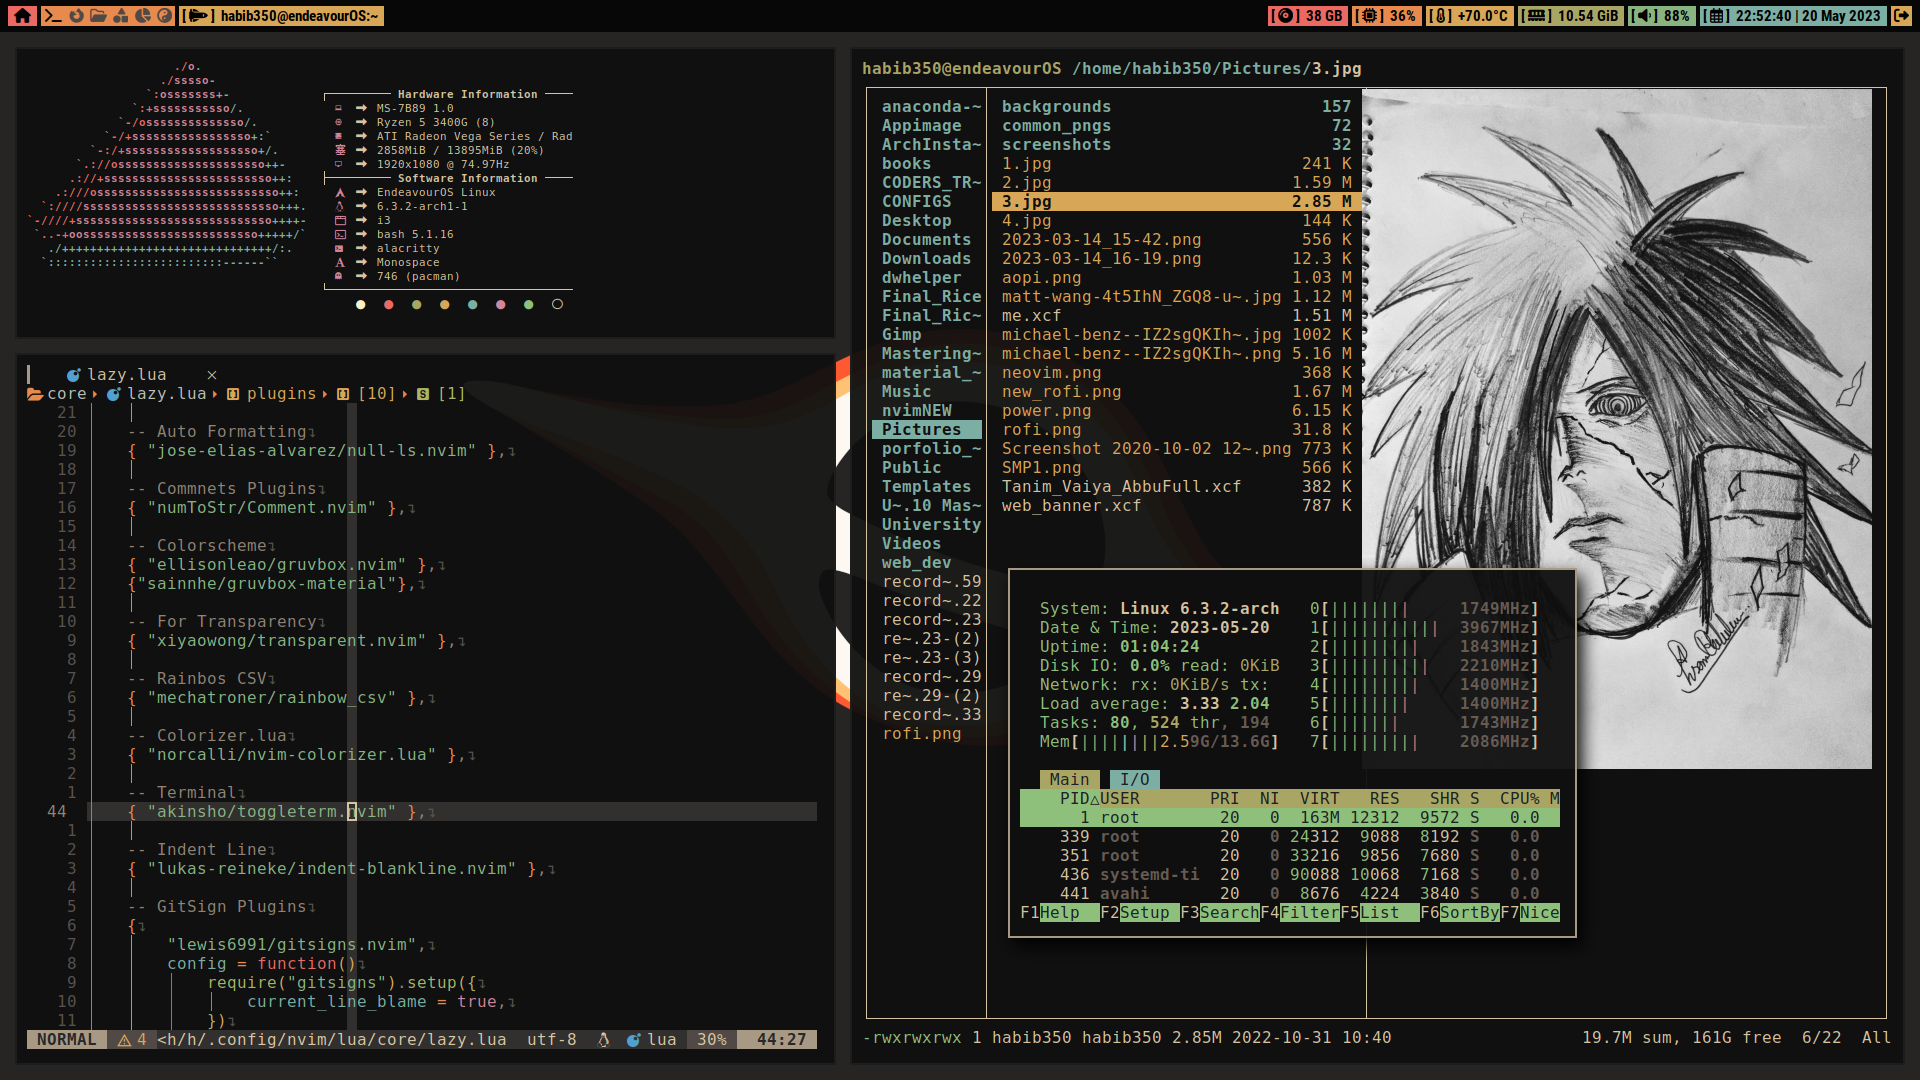 [ ] habib350@endeavourOS:~
[ ] 38 GB [ ] 36% [ ] +70.0°C [ ] 10.54 GiB [ ] 88% [ ] 22:52:40 | 20 May 2023
./o.
./sssso-
`:osssssss+-
`:+sssssssssso/.
`-/ossssssssssssso/.
`-/+sssssssssssssssso+:`
`-:/+sssssssssssssssssso+/.
`.://osssssssssssssssssssso++-
.://+ssssssssssssssssssssssso++:
.:///ossssssssssssssssssssssssso++:
`:////ssssssssssssssssssssssssssso+++.
`-////+ssssssssssssssssssssssssssso++++-
`..-+oosssssssssssssssssssssssso+++++/`
./++++++++++++++++++++++++++++++/:.
`:::::::::::::::::::::::::------``
Hardware Information
MS-7B89 1.0
Ryzen 5 3400G (8)
ATI Radeon Vega Series / Rad
2858MiB / 13895MiB (20%)
1920x1080 @ 74.97Hz
Software Information
EndeavourOS Linux
6.3.2-arch1-1
i3
bash 5.1.16
alacritty
Monospace
746 (pacman)
lazy.lua ×
core lazy.lua plugins [10] [1]
21
20 -- Auto Formatting
19 { "jose-elias-alvarez/null-ls.nvim" },
18
17 -- Commnets Plugins
16 { "numToStr/Comment.nvim" },
15
14 -- Colorscheme
13 { "ellisonleao/gruvbox.nvim" },
12 {"sainnhe/gruvbox-material"},
11
10 -- For Transparency
9 { "xiyaowong/transparent.nvim" },
8
7 -- Rainbos CSV
6 { "mechatroner/rainbow_csv" },
5
4 -- Colorizer.lua
3 { "norcalli/nvim-colorizer.lua" },
2
1 -- Terminal
44 { "akinsho/toggleterm.nvim" },
1
2 -- Indent Line
3 { "lukas-reineke/indent-blankline.nvim" },
4
5 -- GitSign Plugins
6 {
7 "lewis6991/gitsigns.nvim",
8 config = function()
9 require("gitsigns").setup({
10 current_line_blame = true,
11 })
NORMAL 4 <h/h/.config/nvim/lua/core/lazy.lua utf-8 lua 30% 44:27
habib350@endeavourOS /home/habib350/Pictures/3.jpg
anaconda-~
Appimage
ArchInsta~
books
CODERS_TR~
CONFIGS
Desktop
Documents
Downloads
dwhelper
Final_Rice
Final_Ric~
Gimp
Mastering~
material_~
Music
nvimNEW
Pictures
porfolio_~
Public
Templates
U~.10 Mas~
University
Videos
web_dev
record~.59
record~.22
record~.23
re~.23-(2)
re~.23-(3)
record~.29
re~.29-(2)
record~.33
rofi.png
backgrounds 157
common_pngs 72
screenshots 32
1.jpg 241 K
2.jpg 1.59 M
3.jpg 2.85 M
4.jpg 144 K
2023-03-14_15-42.png 556 K
2023-03-14_16-19.png 12.3 K
aopi.png 1.03 M
matt-wang-4t5IhN_ZGQ8-u~.jpg 1.12 M
me.xcf 1.51 M
michael-benz--IZ2sgQKIh~.jpg 1002 K
michael-benz--IZ2sgQKIh~.png 5.16 M
neovim.png 368 K
new_rofi.png 1.67 M
power.png 6.15 K
rofi.png 31.8 K
Screenshot 2020-10-02 12~.png 773 K
SMP1.png 566 K
Tanim_Vaiya_AbbuFull.xcf 382 K
web_banner.xcf 787 K
System: Linux 6.3.2-arch 0[|||||||| 1749MHz]
Date & Time: 2023-05-20 1[||||||||||| 3967MHz]
Uptime: 01:04:24 2[||||||||| 1843MHz]
Disk IO: 0.0% read: 0KiB 3[|||||||||| 2210MHz]
Network: rx: 0KiB/s tx: 4[||||||||| 1400MHz]
Load average: 3.33 2.04 5[|||||||| 1400MHz]
Tasks: 80, 524 thr, 194 6[||||||| 1743MHz]
Mem[||||||||2.59G/13.6G] 7[||||||||| 2086MHz]
Main I/O
PID△USER PRI NI VIRT RES SHR S CPU% M
1 root 20 0 163M 12312 9572 S 0.0
339 root 20 0 24312 9088 8192 S 0.0
351 root 20 0 33216 9856 7680 S 0.0
436 systemd-ti 20 0 90088 10068 7168 S 0.0
441 avahi 20 0 8676 4224 3840 S 0.0
F1Help F2Setup F3SearchF4FilterF5List F6SortByF7Nice
-rwxrwxrwx 1 habib350 habib350 2.85M 2022-10-31 10:40 19.7M sum, 161G free 6/22 All